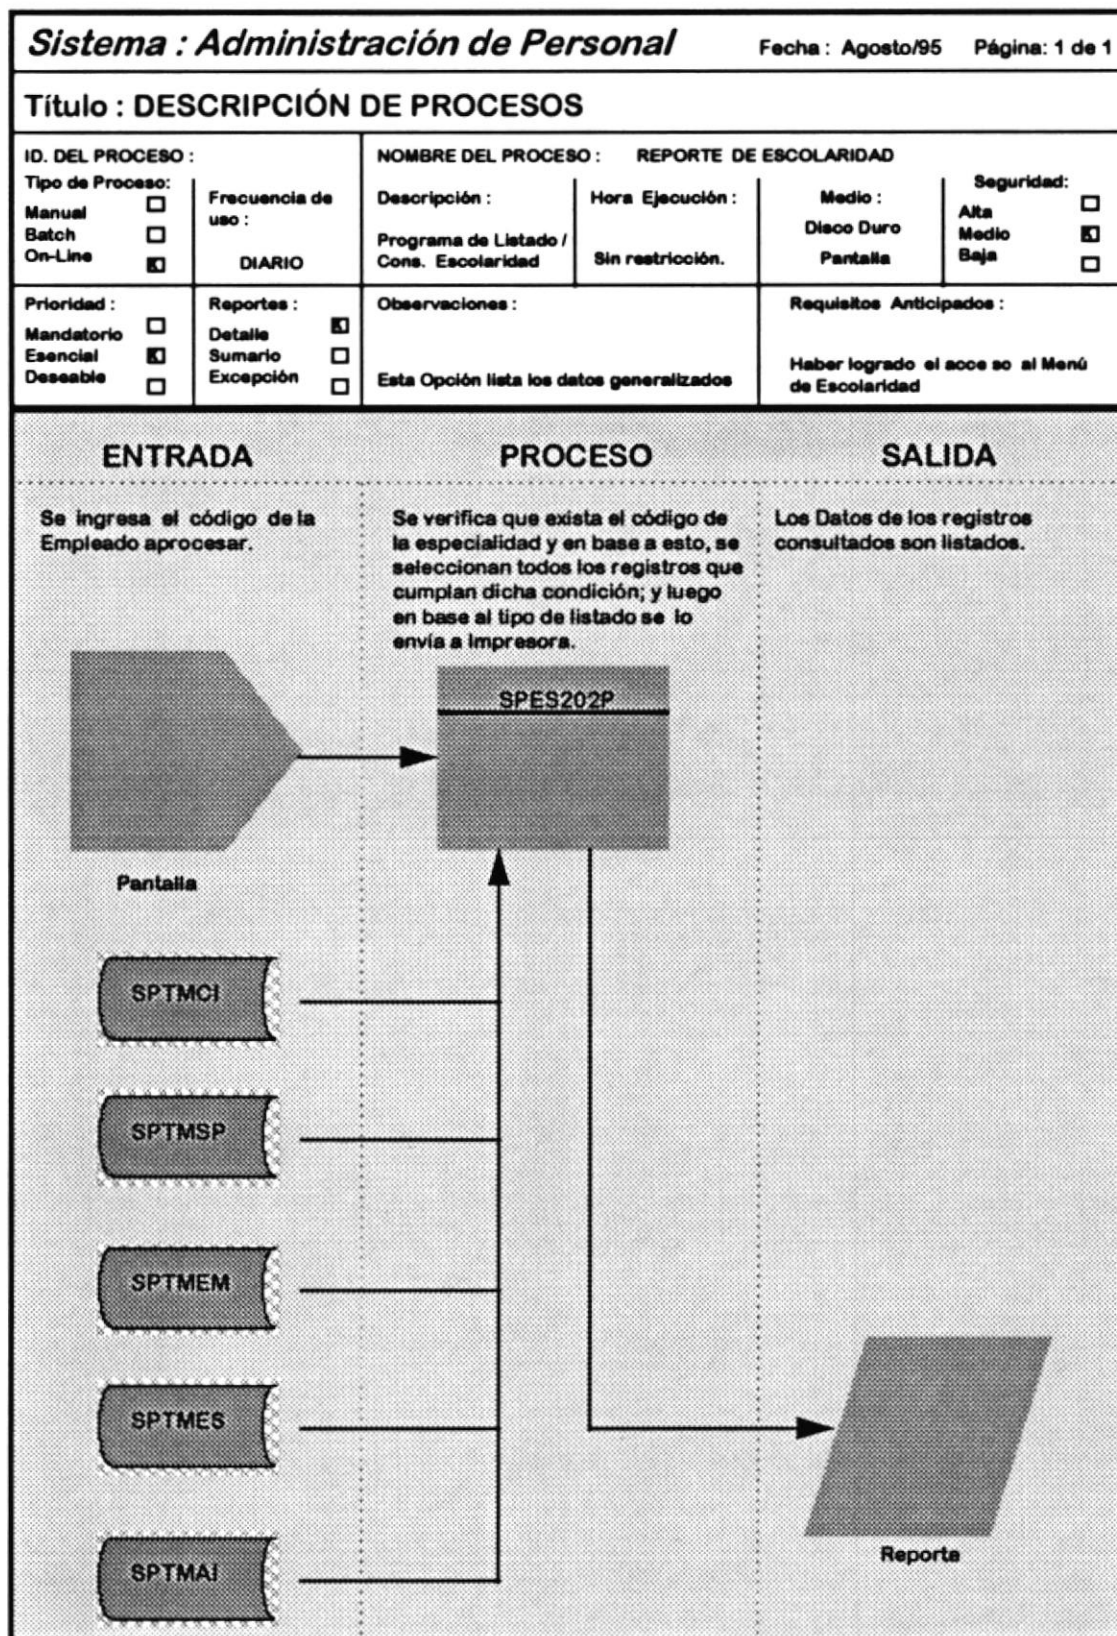 Sistema : Administración de Personal Fecha : Agosto/95 Página: 1 de 1
Título : DESCRIPCIÓN DE PROCESOS
ID. DEL PROCESO :
Tipo de Proceso:
Manual
Batch
On-Line
Frecuencia de
uso :
DIARIO
NOMBRE DEL PROCESO : REPORTE DE ESCOLARIDAD
Descripción :
Programa de Listado /
Cons. Escolaridad
Hora Ejecución :
Sin restricción.
Medio :
Disco Duro
Pantalla
Seguridad:
Alta
Medio
Baja
Prioridad :
Mandatorio
Esencial
Deseable
Reportes :
Detalle
Sumario
Excepción
Observaciones :
Esta Opción lista los datos generalizados
Requisitos Anticipados :
Haber logrado el acce so al Menú
de Escolaridad
ENTRADA
PROCESO
SALIDA
Se ingresa el código de la
Empleado aprocesar.
Se verifica que exista el código de
la especialidad y en base a esto, se
seleccionan todos los registros que
cumplan dicha condición; y luego
en base al tipo de listado se lo
envía a Impresora.
Los Datos de los registros
consultados son listados.
SPES202P
Pantalla
SPTMCI
SPTMSP
SPTMEM
SPTMES
SPTMAI
Reporte